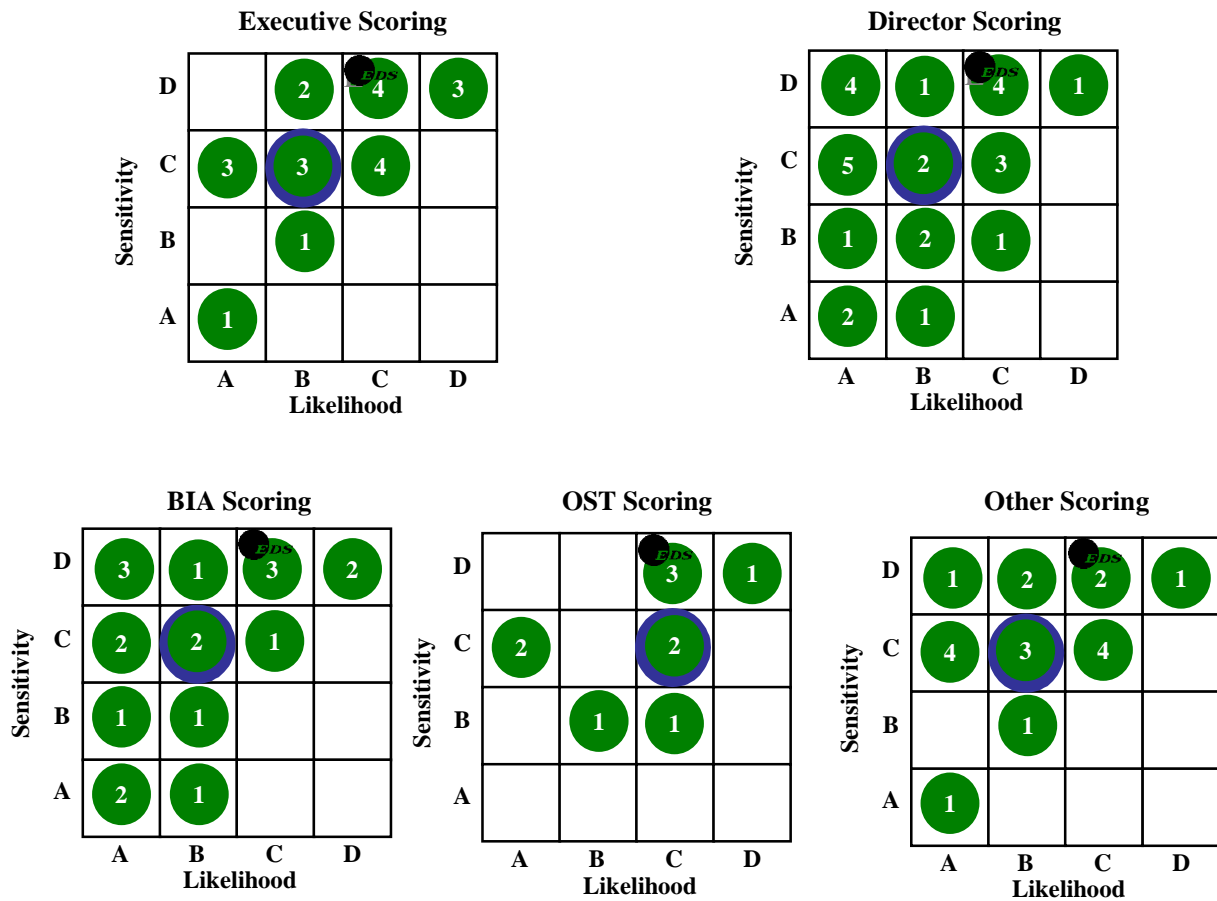 Executive Scoring
D 2 4 3
EDS
C 3 3 4
B 1
A 1
A B C D
Sensitivity
Likelihood
Director Scoring
D 4 1 4 1
EDS
C 5 2 3
B 1 2 1
A 2 1
A B C D
Sensitivity
Likelihood
BIA Scoring
D 3 1 3 2
EDS
C 2 2 1
B 1 1
A 2 1
A B C D
Sensitivity
Likelihood
OST Scoring
D 3 1
EDS
C 2 2
B 1 1
A
A B C D
Sensitivity
Likelihood
Other Scoring
D 1 2 2 1
EDS
C 4 3 4
B 1
A 1
A B C D
Sensitivity
Likelihood